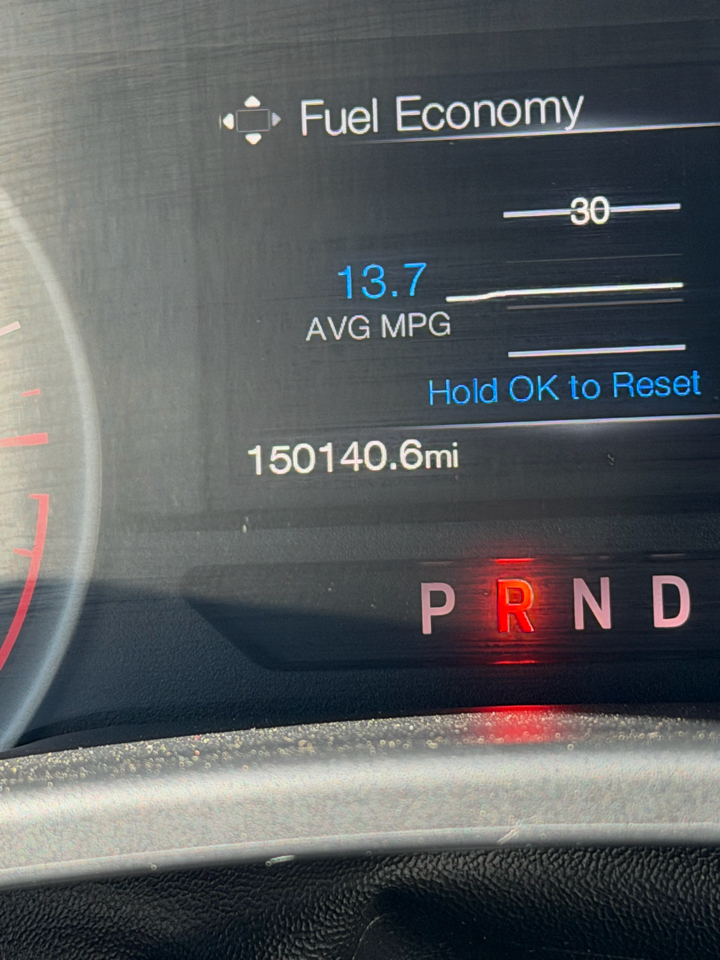 Fuel Economy
30
13.7
AVG MPG
Hold OK to Reset
150140.6mi
P R N D